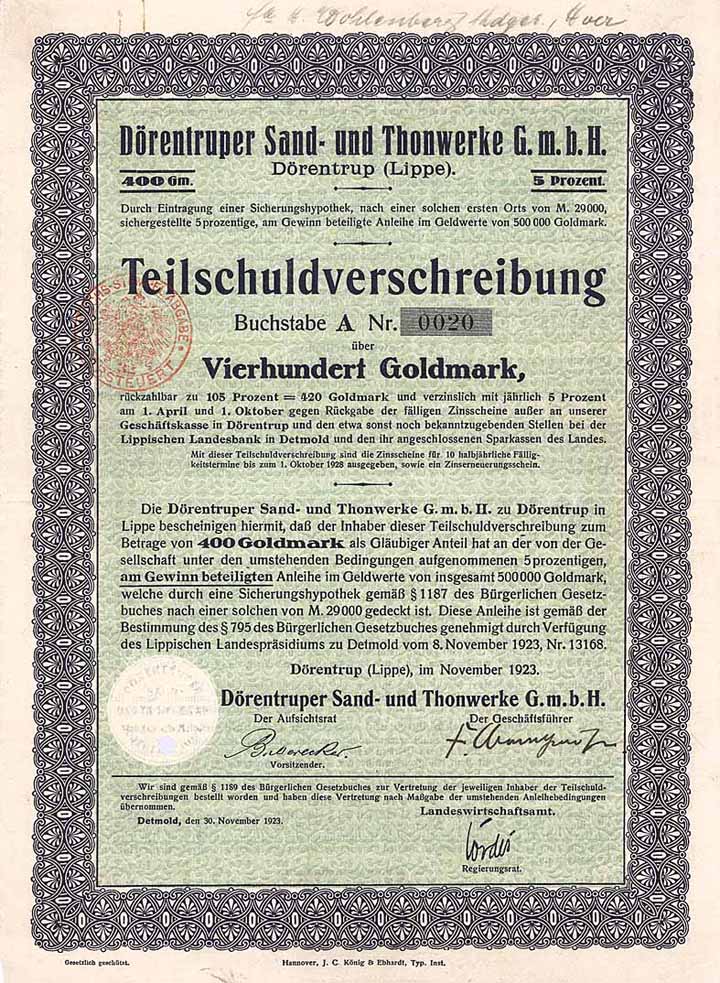 Dörentruper Sand- und Thonwerke G.m.b.H.
Dörentrup (Lippe).
400 Gm. 5 Prozent.
Durch Eintragung einer Sicherungshypothek, nach einer solchen ersten Orts von M. 29000,
sichergestellte 5prozentige, am Gewinn beteiligte Anleihe im Geldwerte von 500 000 Goldmark.
Teilschuldverschreibung
Buchstabe A Nr. 0020
über
Vierhundert Goldmark,
rückzahlbar zu 105 Prozent = 420 Goldmark und verzinslich mit jährlich 5 Prozent
am 1. April und 1. Oktober gegen Rückgabe der fälligen Zinsscheine außer an unserer
Geschäftskasse in Dörentrup und den etwa sonst noch bekanntzugebenden Stellen bei der
Lippischen Landesbank in Detmold und den ihr angeschlossenen Sparkassen des Landes.
Mit dieser Teilschuldverschreibung sind die Zinsscheine für 10 halbjährliche Fällig-
keitstermine bis zum 1. Oktober 1928 ausgegeben, sowie ein Zinserneuerungsschein.
Die Dörentruper Sand- und Thonwerke G. m. b. H. zu Dörentrup in
Lippe bescheinigen hiermit, daß der Inhaber dieser Teilschuldverschreibung zum
Betrage von 400 Goldmark als Gläubiger Anteil hat an der von der Ge-
sellschaft unter den umstehenden Bedingungen aufgenommenen 5prozentigen,
am Gewinn beteiligten Anleihe im Geldwerte von insgesamt 500000 Goldmark,
welche durch eine Sicherungshypothek gemäß § 1187 des Bürgerlichen Gesetz-
buches nach einer solchen von M. 29000 gedeckt ist. Diese Anleihe ist gemäß der
Bestimmung des § 795 des Bürgerlichen Gesetzbuches genehmigt durch Verfügung
des Lippischen Landespräsidiums zu Detmold vom 8. November 1923, Nr. 13168.
Dörentrup (Lippe), im November 1923.
Dörentruper Sand- und Thonwerke G.m.b.H.
Der Aufsichtsrat Der Geschäftsführer
Vorsitzender.
Wir sind gemäß § 1189 des Bürgerlichen Gesetzbuches zur Vertretung der jeweiligen Inhaber der Teilschuld-
verschreibungen bestellt worden und haben diese Vertretung nach Maßgabe der umstehenden Anleihebedingungen
übernommen.
Landeswirtschaftsamt.
Detmold, den 30. November 1923.
Regierungsrat.
Gesetzlich geschützt. Hannover, J. C. König & Ebhardt, Typ. Inst.